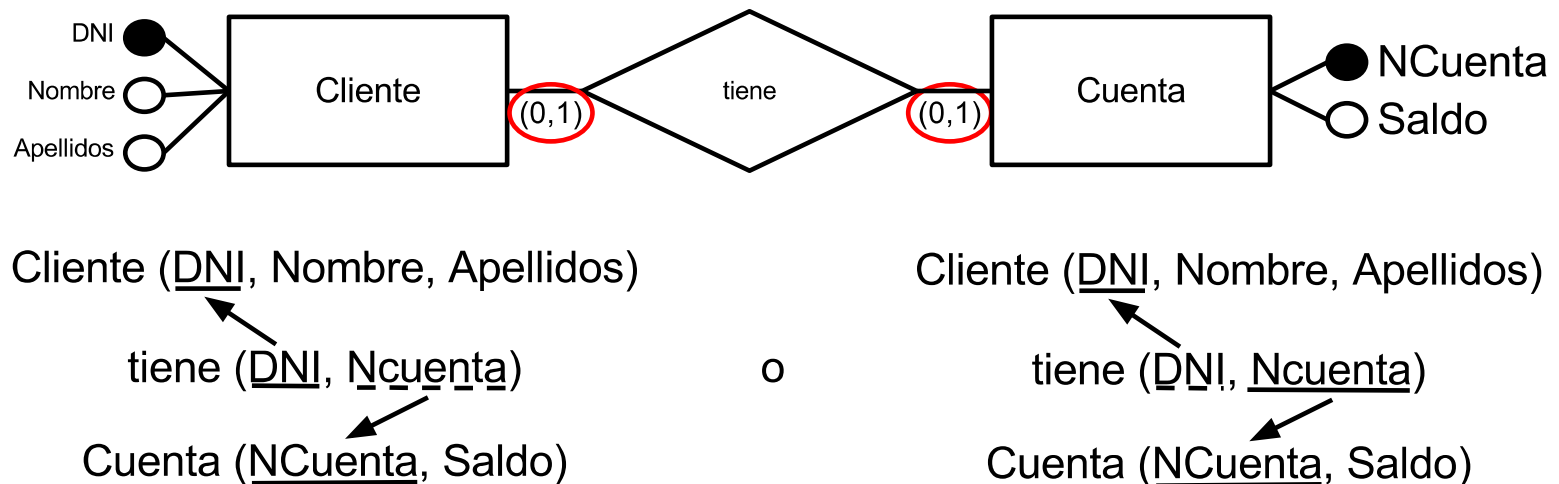 DNI
Nombre
Apellidos
Cliente
(0,1)
tiene
(0,1)
Cuenta
NCuenta
Saldo
Cliente (DNI, Nombre, Apellidos)
tiene (DNI, Ncuenta)
Cuenta (NCuenta, Saldo)
o
Cliente (DNI, Nombre, Apellidos)
tiene (DNI, Ncuenta)
Cuenta (NCuenta, Saldo)